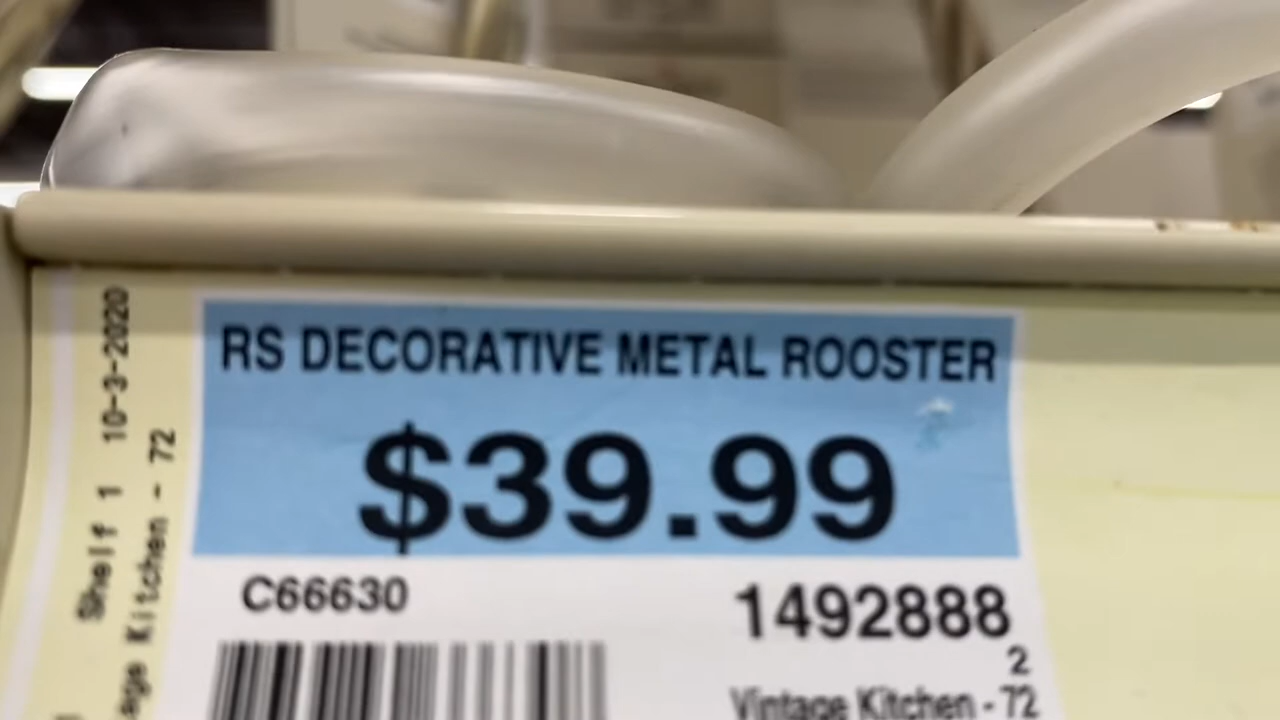 RS DECORATIVE METAL ROOSTER
$39.99
C66630
1492888
2
Vintage Kitchen - 72
Shelf 1 10-3-2020
Kitchen - 72